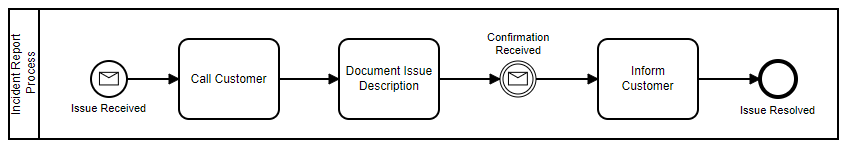 Incident Report
Process
Issue Received
Call Customer
Document Issue
Description
Confirmation
Received
Inform
Customer
Issue Resolved